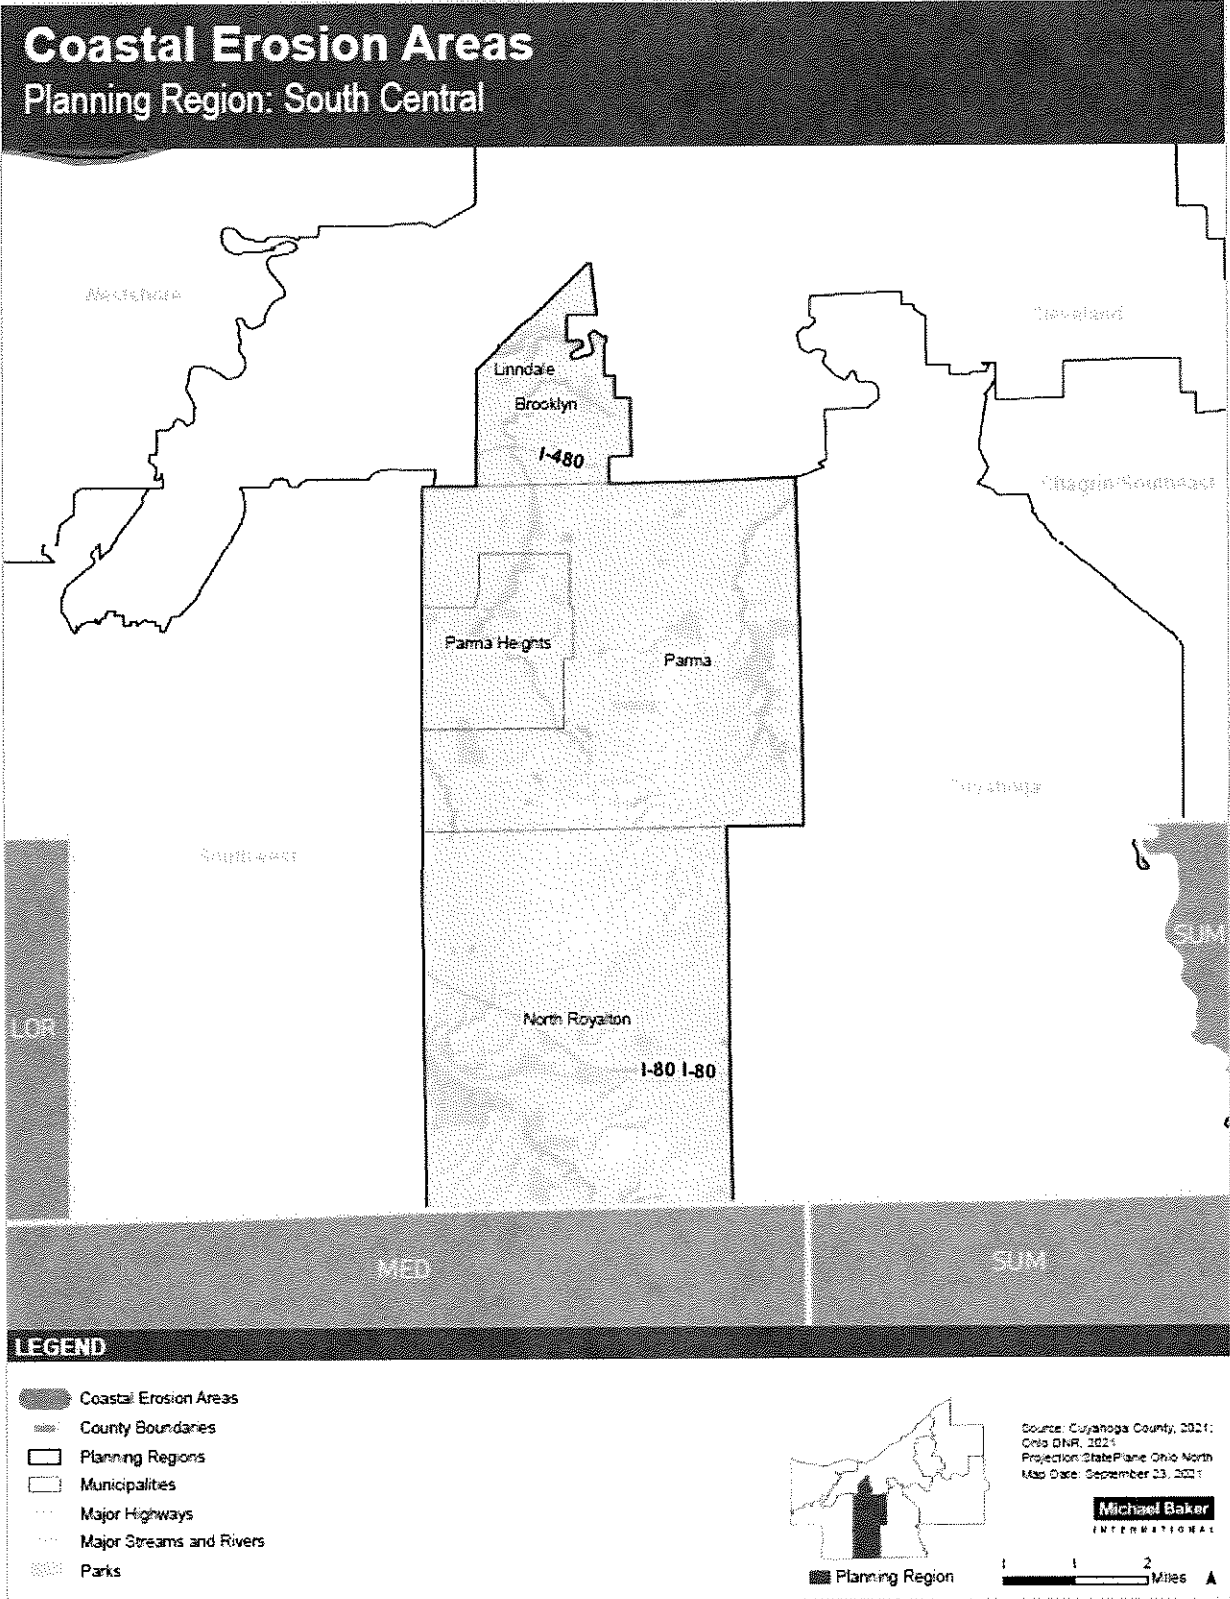 Coastal Erosion Areas
Planning Region: South Central
Westshore
Cleveland
Linndale
Brooklyn
I-480
Chagrin/Southeast
Parma Heights
Parma
Cuyahoga
Southwest
SUM
North Royalton
LOR
I-80 I-80
MED
SUM
LEGEND
Coastal Erosion Areas
County Boundaries
Planning Regions
Municipalities
Major Highways
Major Streams and Rivers
Parks
Source: Cuyahoga County, 2021;
Ohio DNR, 2021
Projection:StatePlane Ohio North
Map Date: September 23, 2021
Michael Baker
INTERNATIONAL
Planning Region
1 1 2
Miles